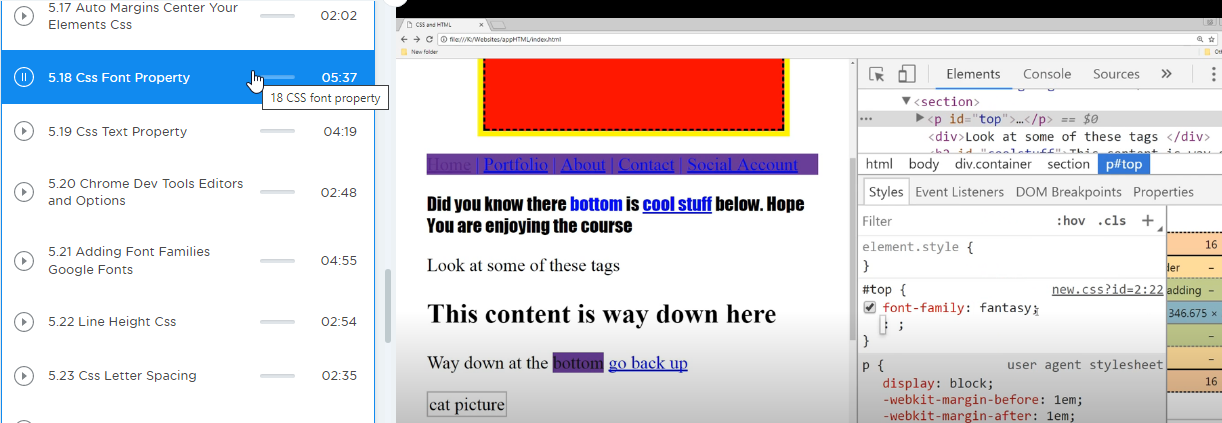 5.17 Auto Margins Center Your
Elements Css
02:02
5.18 Css Font Property
05:37
18 CSS font property
5.19 Css Text Property
04:19
5.20 Chrome Dev Tools Editors
and Options
02:48
5.21 Adding Font Families
Google Fonts
04:55
5.22 Line Height Css
02:54
5.23 Css Letter Spacing
02:35
CSS and HTML
file:///K/Websites/appHTML/index.html
New folder
Home | Portfolio | About | Contact | Social Account
Did you know there bottom is cool stuff below. Hope
You are enjoying the course
Look at some of these tags
This content is way down here
Way down at the bottom go back up
cat picture
Elements Console Sources »
<section>
<p id="top">…</p> == $0
<div>Look at some of these tags </div>
html body div.container section p#top
Styles Event Listeners DOM Breakpoints Properties
Filter :hov .cls +
element.style {
}
#top { new.css?id=2:22
font-family: fantasy;
: ;
}
p { user agent stylesheet
display: block;
-webkit-margin-before: 1em;
-webkit-margin-after: 1em;
16
der –
adding –
346.675 ×
–
–
16